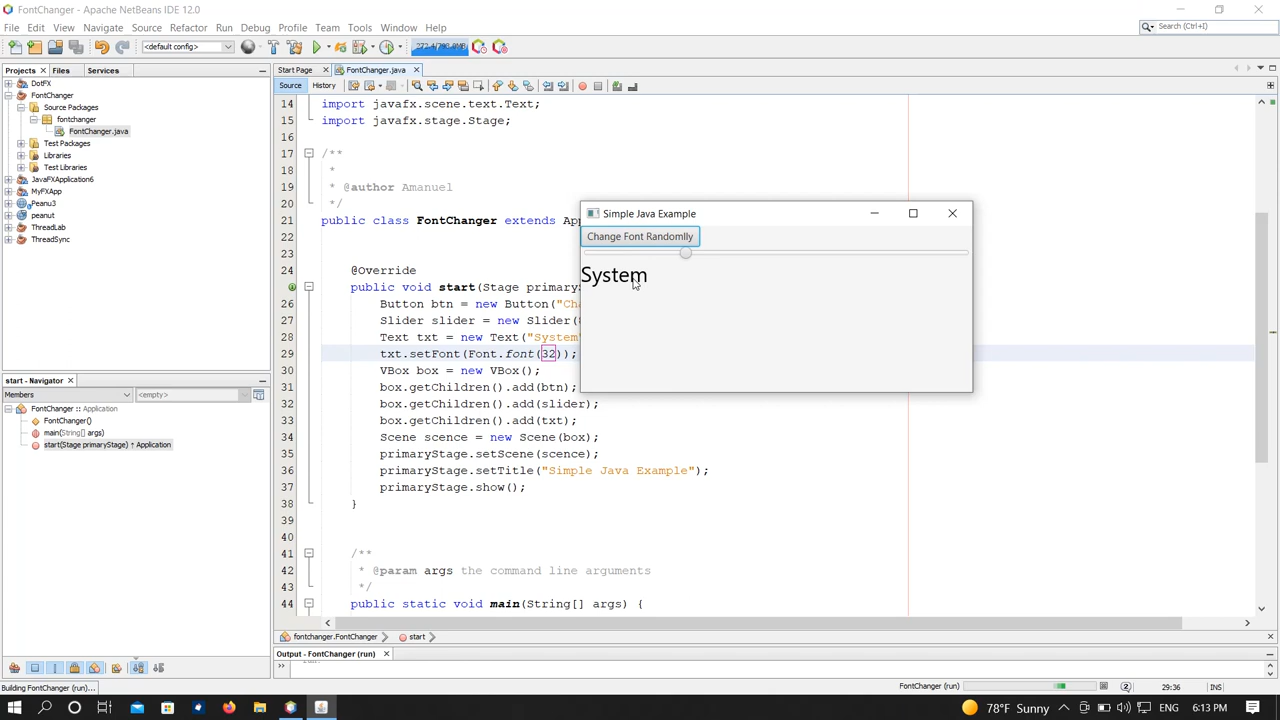 FontChanger - Apache NetBeans IDE 12.0
File Edit View Navigate Source Refactor Run Debug Profile Team Tools Window Help
Search (Ctrl+I)
<default config>
Projects Files Services
Start Page FontChanger.java
Source History
DotFX
FontChanger
Source Packages
fontchanger
FontChanger.java
Test Packages
Libraries
Test Libraries
JavaFXApplication6
MyFXApp
Peanu3
peanut
ThreadLab
ThreadSync
14 import javafx.scene.text.Text;
15 import javafx.stage.Stage;
16
17 /**
18 *
19 * @author Amanuel
20 */
21 public class FontChanger extends App
22
23
24 @Override
25 public void start(Stage primaryS
26 Button btn = new Button("Cha
27 Slider slider = new Slider(8
28 Text txt = new Text("System"
29 txt.setFont(Font.font(32));
30 VBox box = new VBox();
31 box.getChildren().add(btn);
32 box.getChildren().add(slider);
33 box.getChildren().add(txt);
34 Scene scence = new Scene(box);
35 primaryStage.setScene(scence);
36 primaryStage.setTitle("Simple Java Example");
37 primaryStage.show();
38 }
39
40
41 /**
42 * @param args the command line arguments
43 */
44 public static void main(String[] args) {
Simple Java Example
Change Font Randomlly
System
start - Navigator
Members <empty>
FontChanger :: Application
FontChanger()
main(String[] args)
start(Stage primaryStage) ↑ Application
fontchanger.FontChanger start
Output - FontChanger (run)
run:
Building FontChanger (run)...
FontChanger (run) 29:36 INS
78°F Sunny ENG 6:13 PM